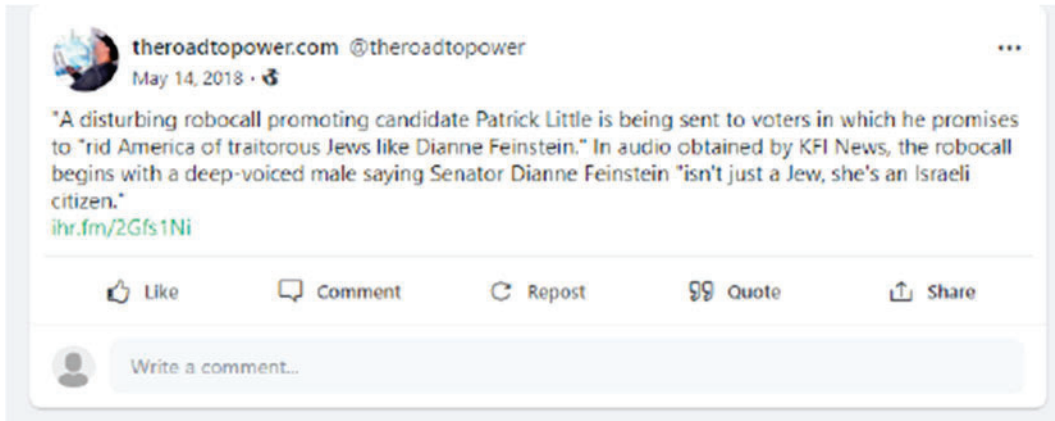 theroadtopower.com @theroadtopower
May 14, 2018 ·
"A disturbing robocall promoting candidate Patrick Little is being sent to voters in which he promises
to "rid America of traitorous Jews like Dianne Feinstein." In audio obtained by KFI News, the robocall
begins with a deep-voiced male saying Senator Dianne Feinstein "isn't just a Jew, she's an Israeli
citizen."
ihr.fm/2Gfs1Ni
Like Comment Repost Quote Share
Write a comment...